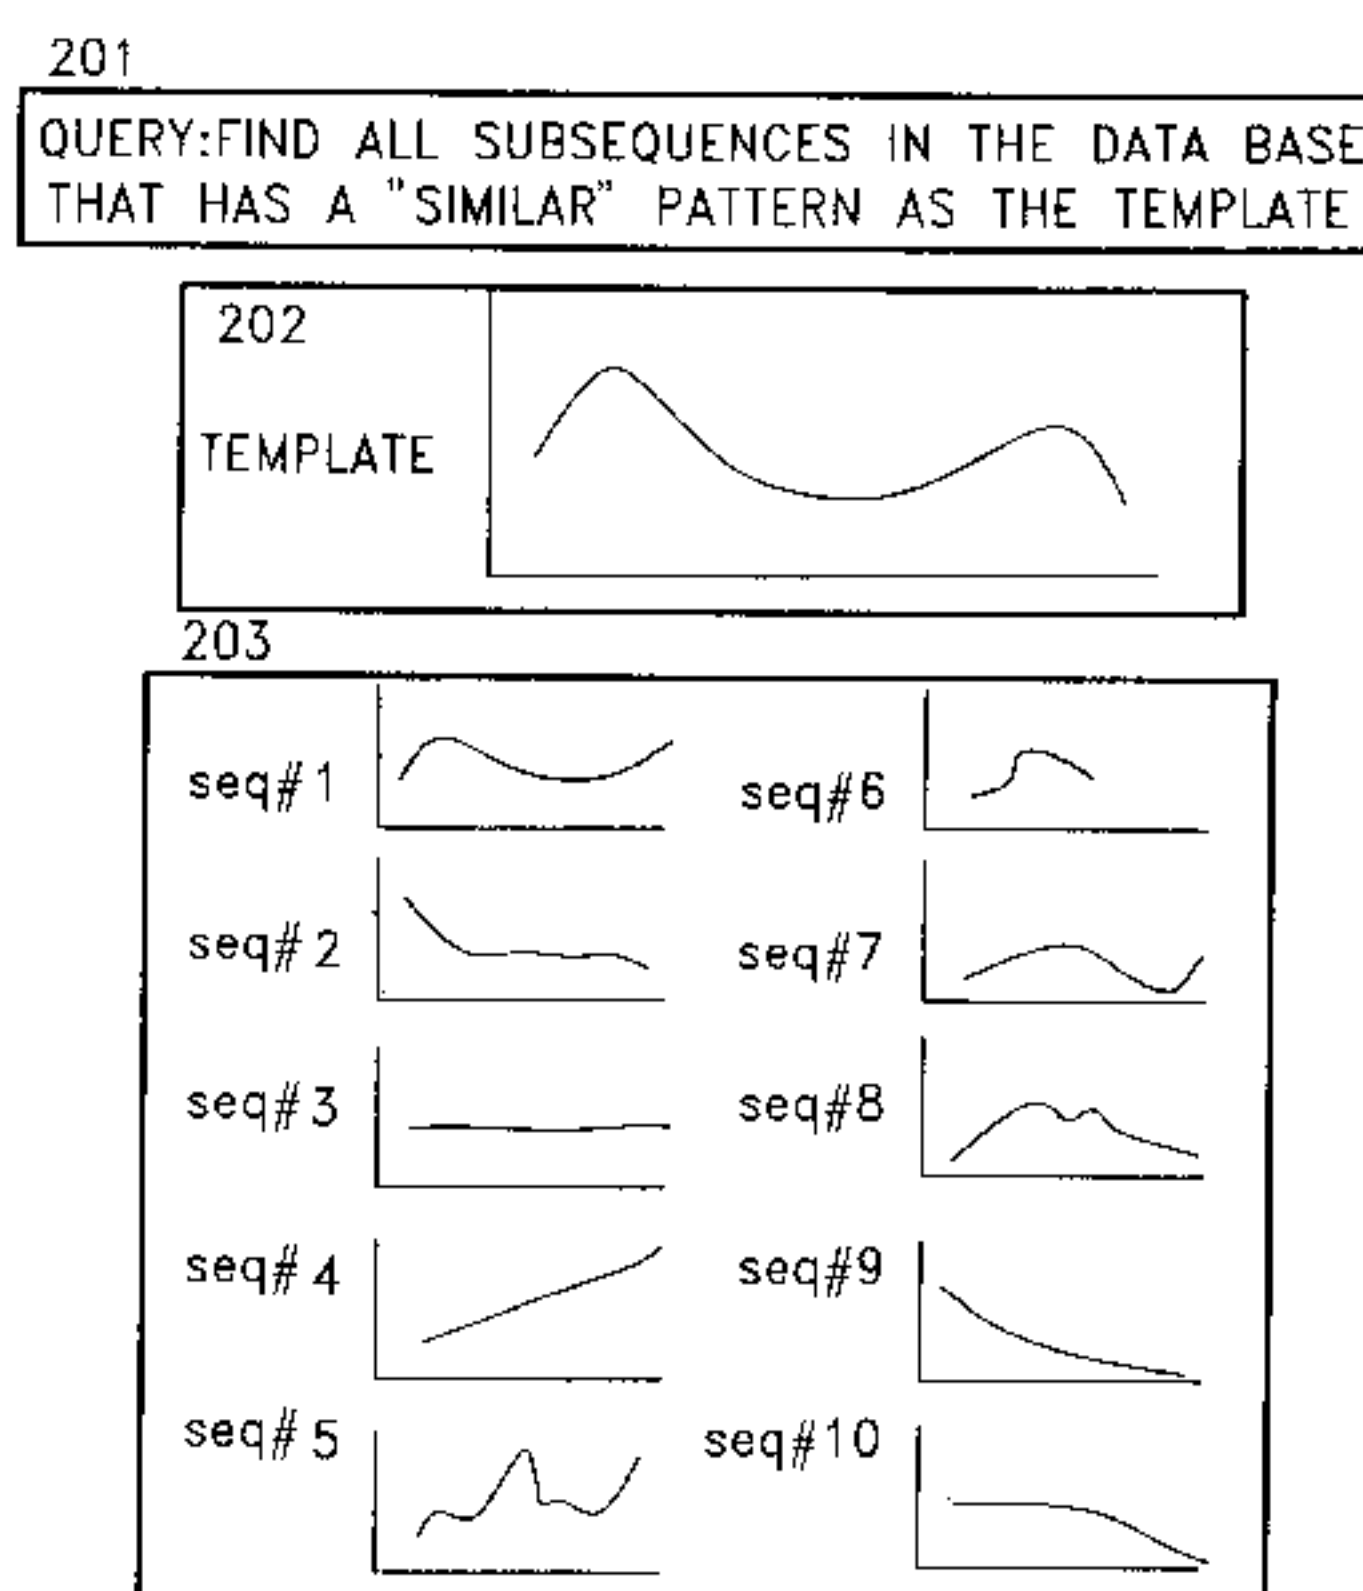 201
QUERY:FIND ALL SUBSEQUENCES IN THE DATA BASE
THAT HAS A "SIMILAR" PATTERN AS THE TEMPLATE
202
TEMPLATE
203
seq#1
seq#6
seq#2
seq#7
seq#3
seq#8
seq#4
seq#9
seq#5
seq#10